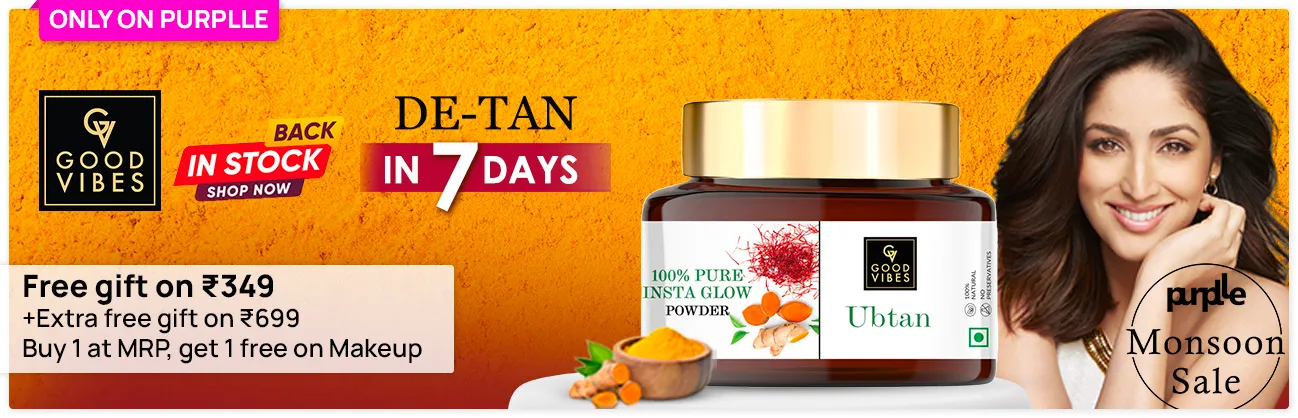 ONLY ON PURPLLE
GV
GOOD
VIBES
BACK
IN STOCK
SHOP NOW
DE-TAN
IN 7 DAYS
Free gift on ₹349
+Extra free gift on ₹699
Buy 1 at MRP, get 1 free on Makeup
100% PURE
INSTA GLOW
POWDER
GV
GOOD
VIBES
Ubtan
100%
NATURAL
NO
PRESERVATIVES
purplle
Monsoon
Sale